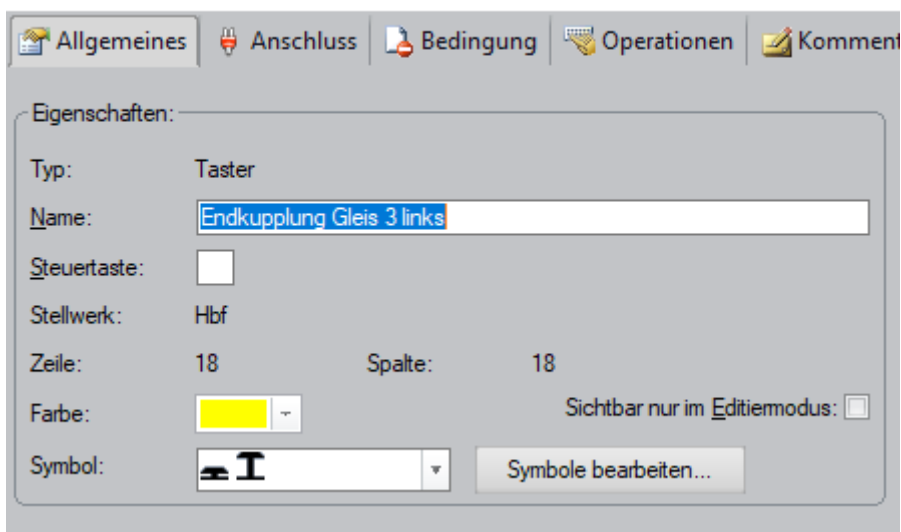 Allgemeines Anschluss Bedingung Operationen Komment
Eigenschaften:
Typ: Taster
Name: Endkupplung Gleis 3 links
Steuertaste:
Stellwerk: Hbf
Zeile: 18 Spalte: 18
Farbe: Sichtbar nur im Editiermodus:
Symbol: Symbole bearbeiten...